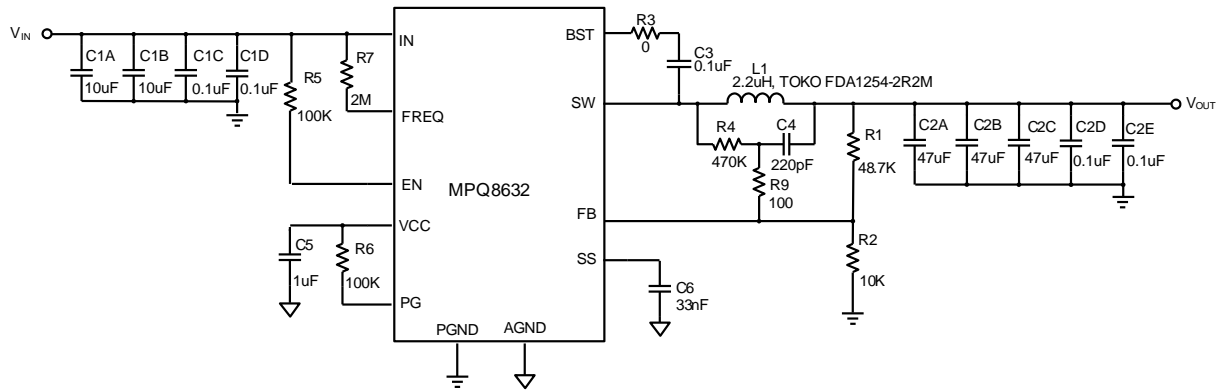 V_IN
C1A
10uF
C1B
10uF
C1C
0.1uF
C1D
0.1uF
R5
100K
R7
2M
IN
FREQ
EN
VCC
PG
MPQ8632
PGND
AGND
BST
SW
FB
SS
C5
1uF
R6
100K
R3
0
C3
0.1uF
L1
2.2uH, TOKO FDA1254-2R2M
R4
470K
C4
220pF
R9
100
R1
48.7K
R2
10K
C6
33nF
C2A
47uF
C2B
47uF
C2C
47uF
C2D
0.1uF
C2E
0.1uF
V_OUT